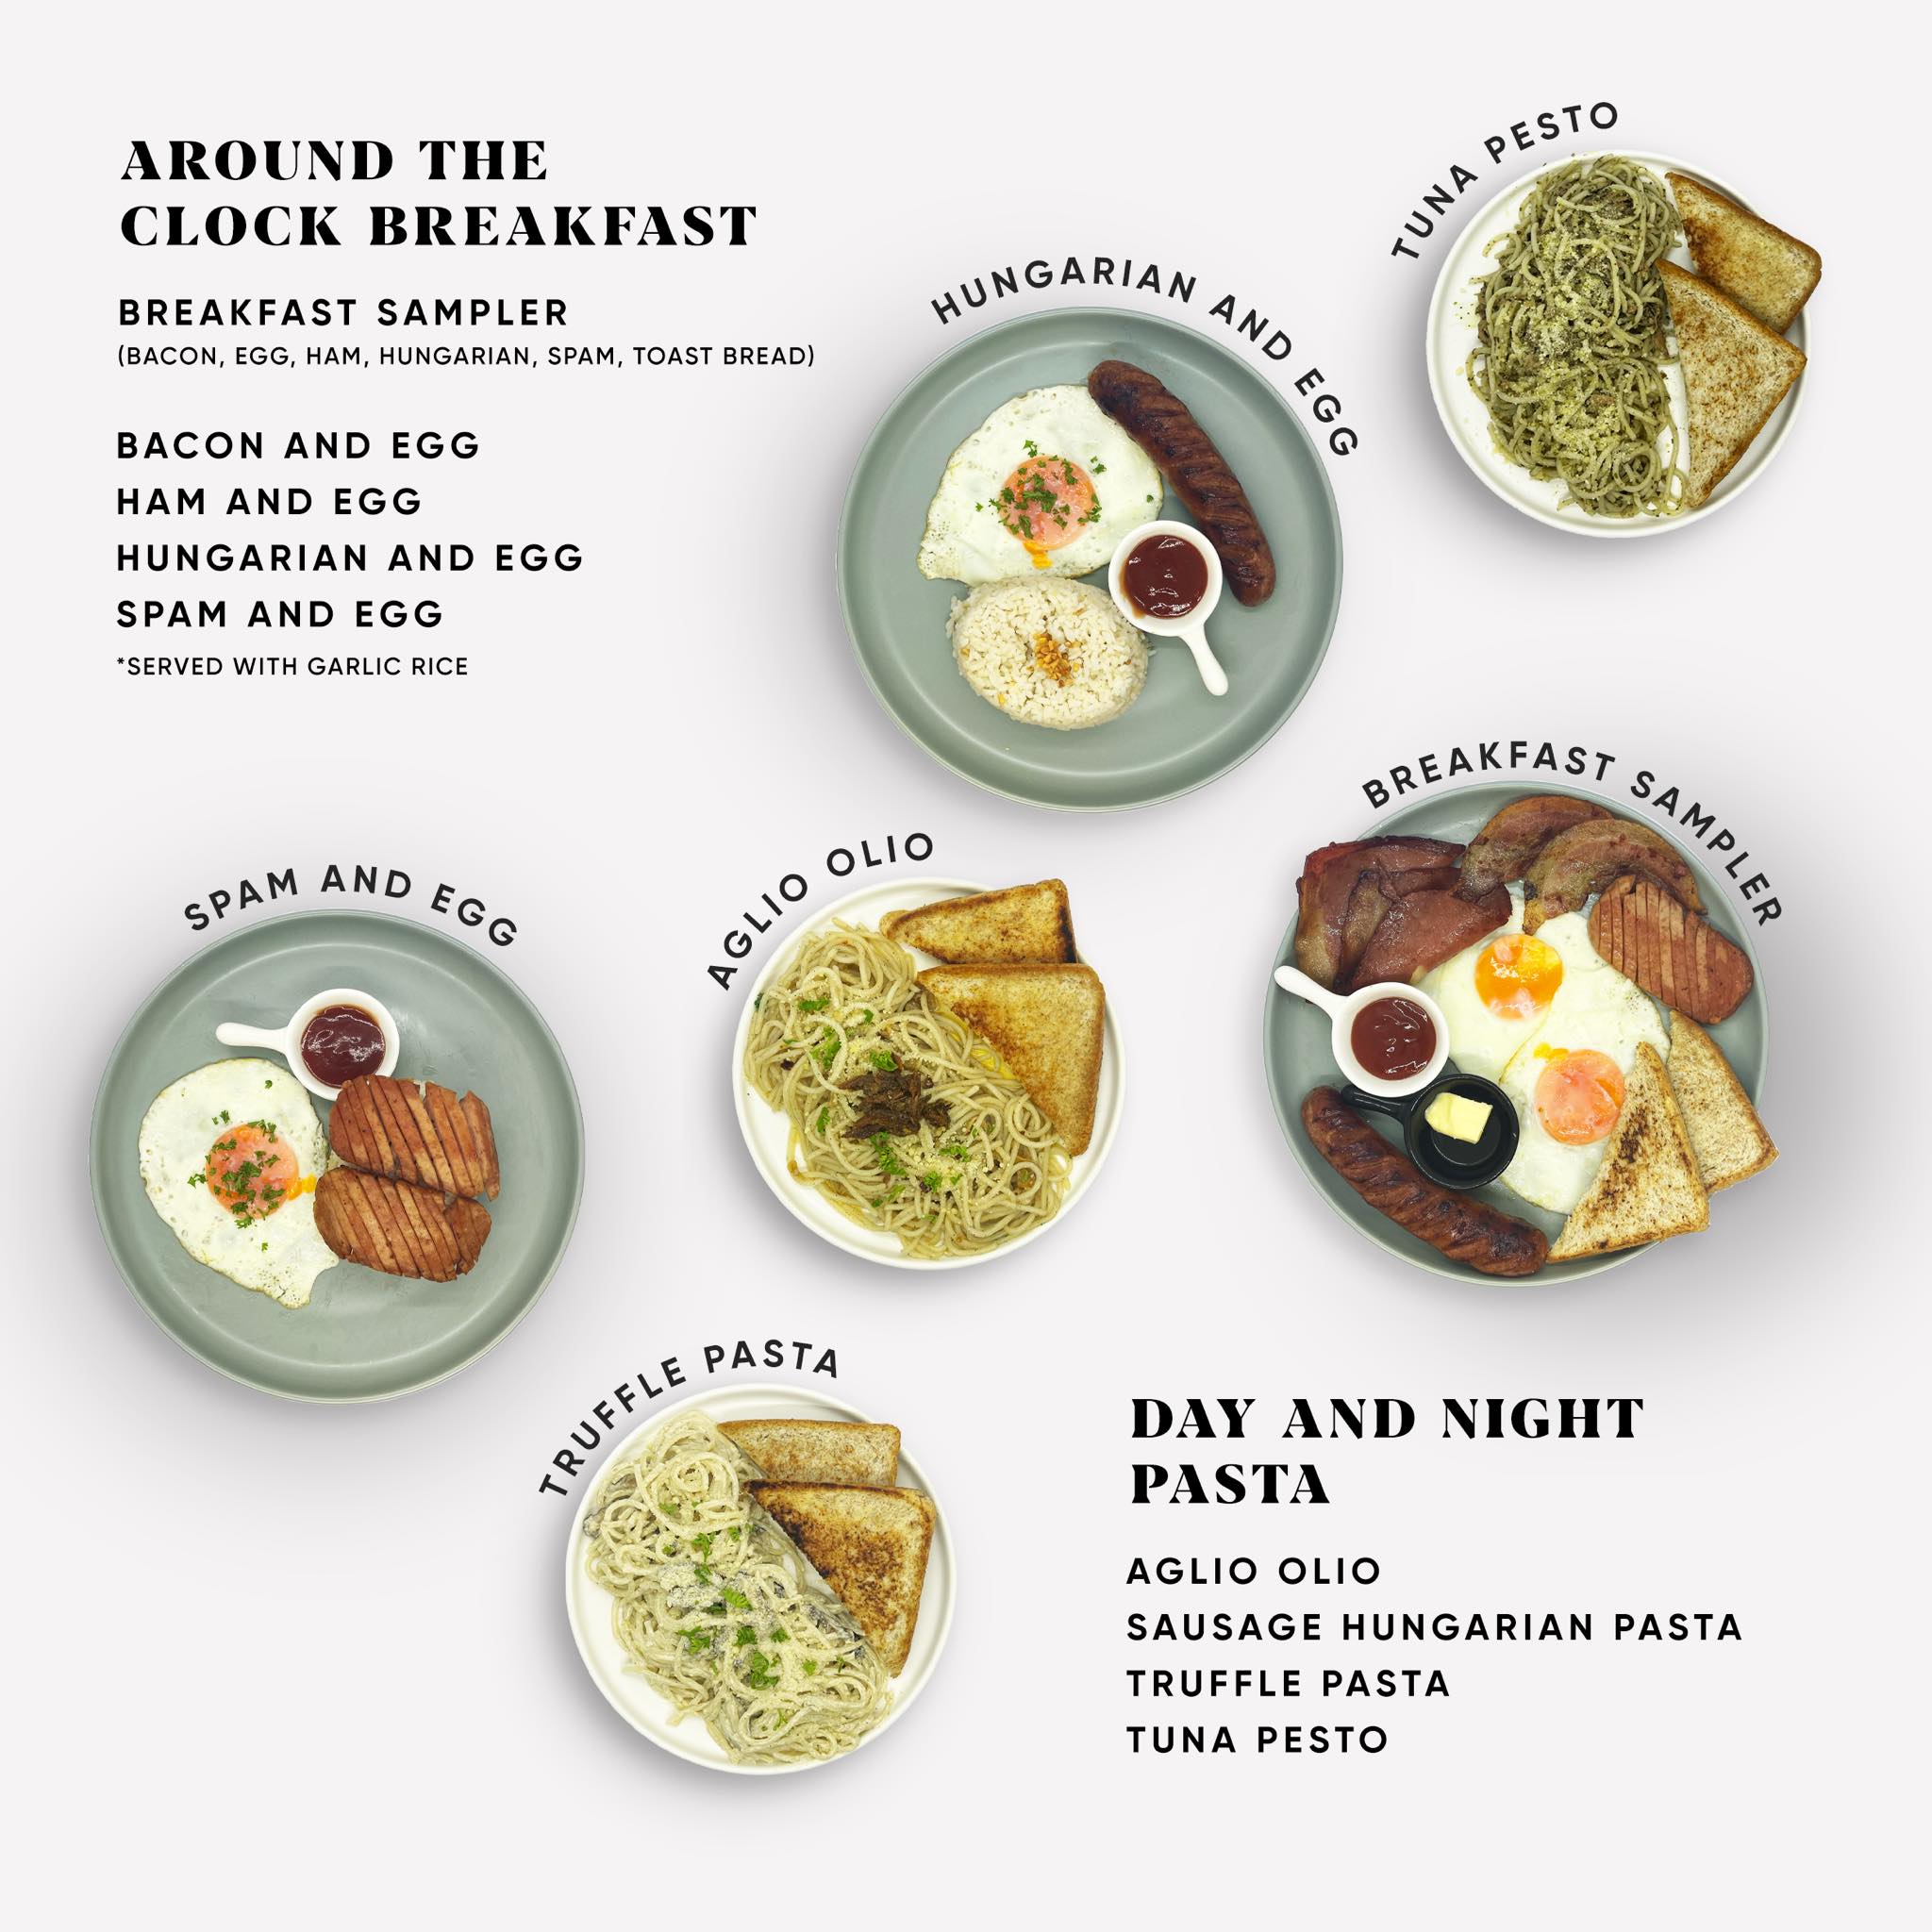 AROUND THE
CLOCK BREAKFAST
BREAKFAST SAMPLER
(BACON, EGG, HAM, HUNGARIAN, SPAM, TOAST BREAD)
BACON AND EGG
HAM AND EGG
HUNGARIAN AND EGG
SPAM AND EGG
*SERVED WITH GARLIC RICE
TUNA PESTO
HUNGARIAN AND EGG
BREAKFAST SAMPLER
AGLIO OLIO
SPAM AND EGG
TRUFFLE PASTA
DAY AND NIGHT
PASTA
AGLIO OLIO
SAUSAGE HUNGARIAN PASTA
TRUFFLE PASTA
TUNA PESTO